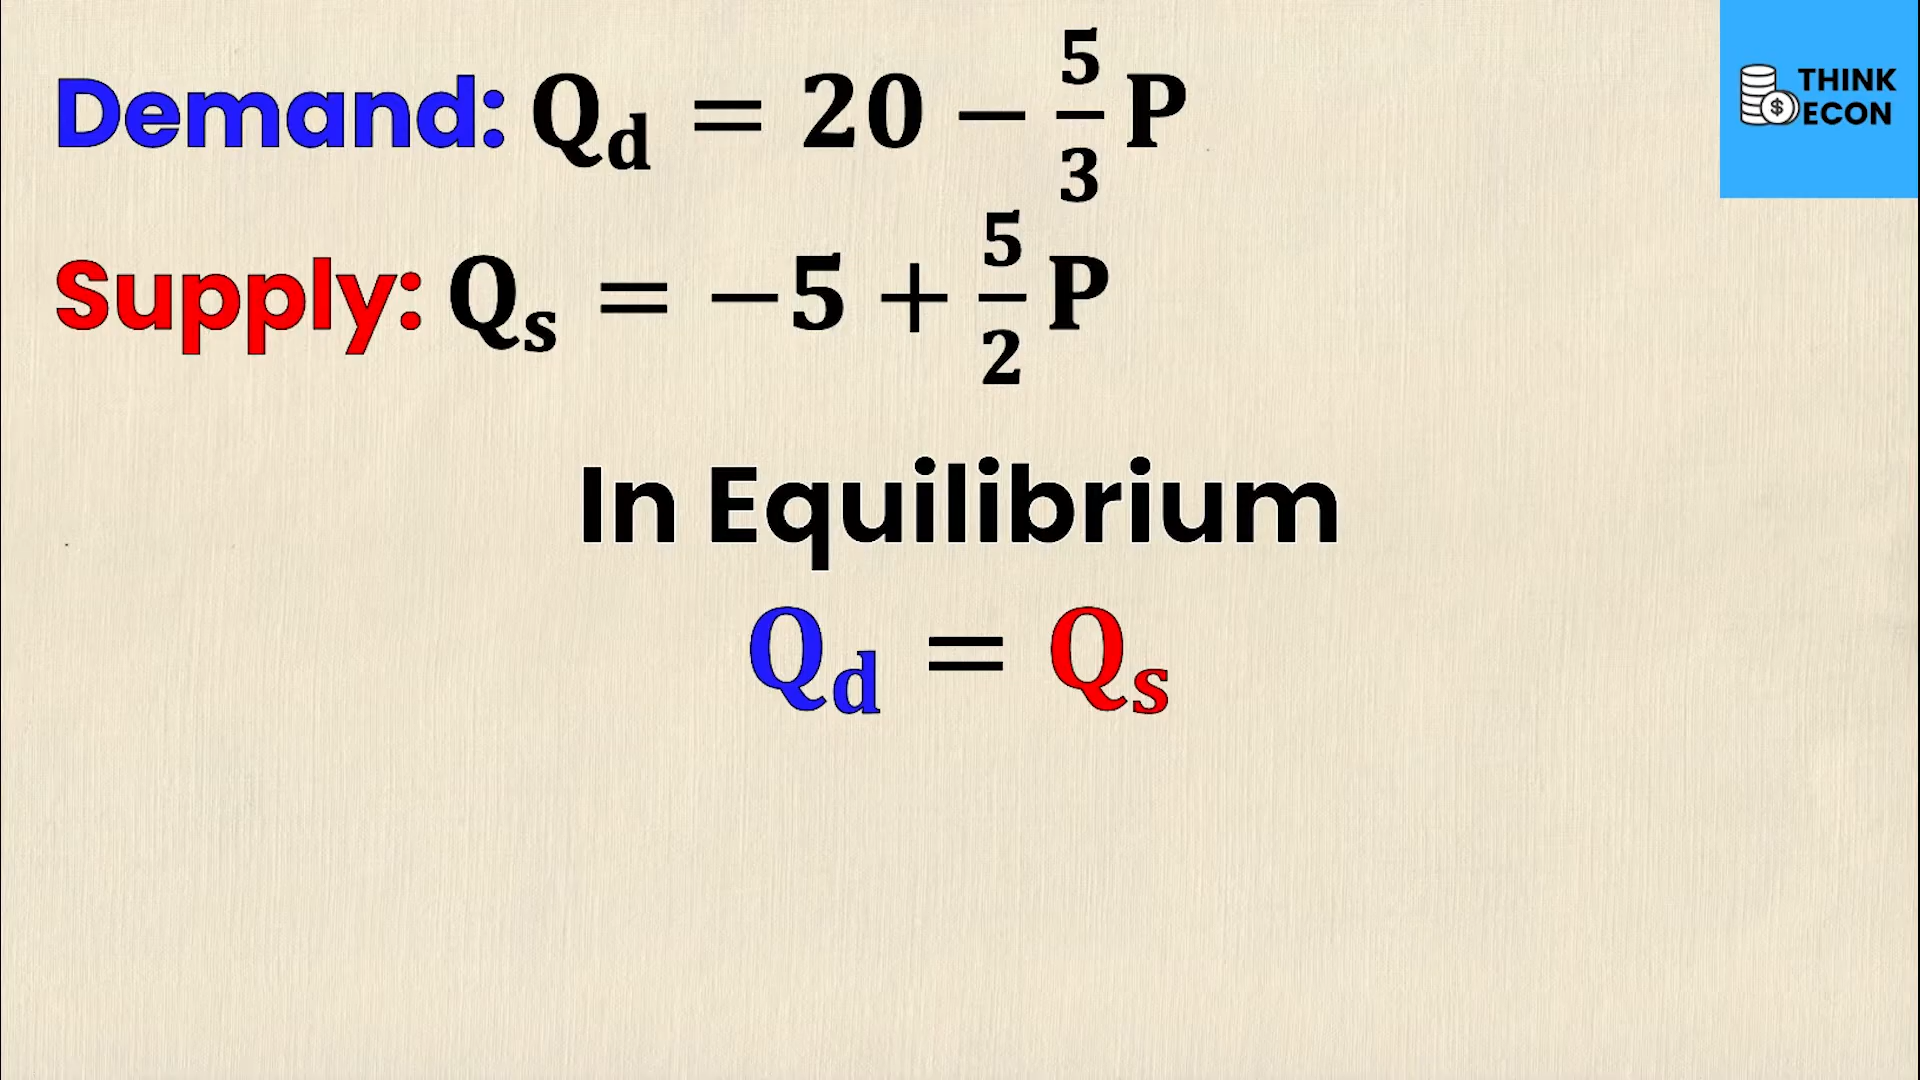 Demand: Qd = 20 − 5/3 P
Supply: Qs = −5 + 5/2 P
In Equilibrium
Qd = Qs
THINK
ECON
$